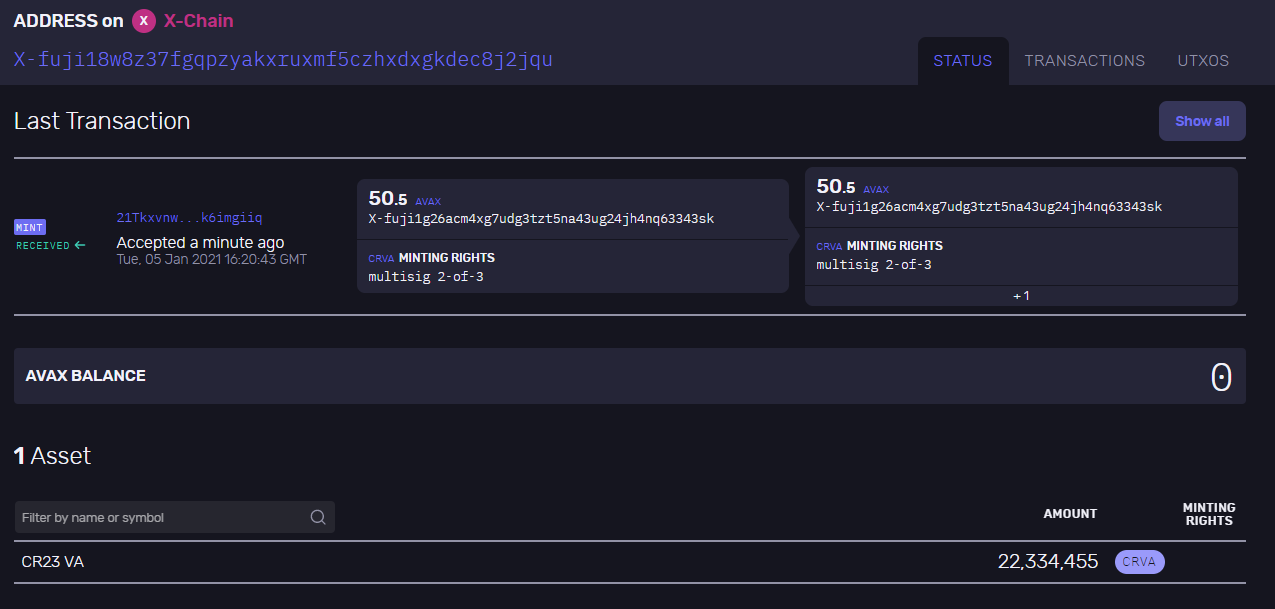 ADDRESS on X X-Chain
X-fuji18w8z37fgqpzyakxruxmf5czhxdxgkdec8j2jqu
STATUS TRANSACTIONS UTXOS
Last Transaction
Show all
MINT
RECEIVED ←
21Tkxvnw...k6imgiiq
Accepted a minute ago
Tue, 05 Jan 2021 16:20:43 GMT
50.5 AVAX
X-fuji1g26acm4xg7udg3tzt5na43ug24jh4nq63343sk
CRVA MINTING RIGHTS
multisig 2-of-3
50.5 AVAX
X-fuji1g26acm4xg7udg3tzt5na43ug24jh4nq63343sk
CRVA MINTING RIGHTS
multisig 2-of-3
+1
AVAX BALANCE 0
1 Asset
Filter by name or symbol
AMOUNT
MINTING
RIGHTS
CR23 VA 22,334,455 CRVA